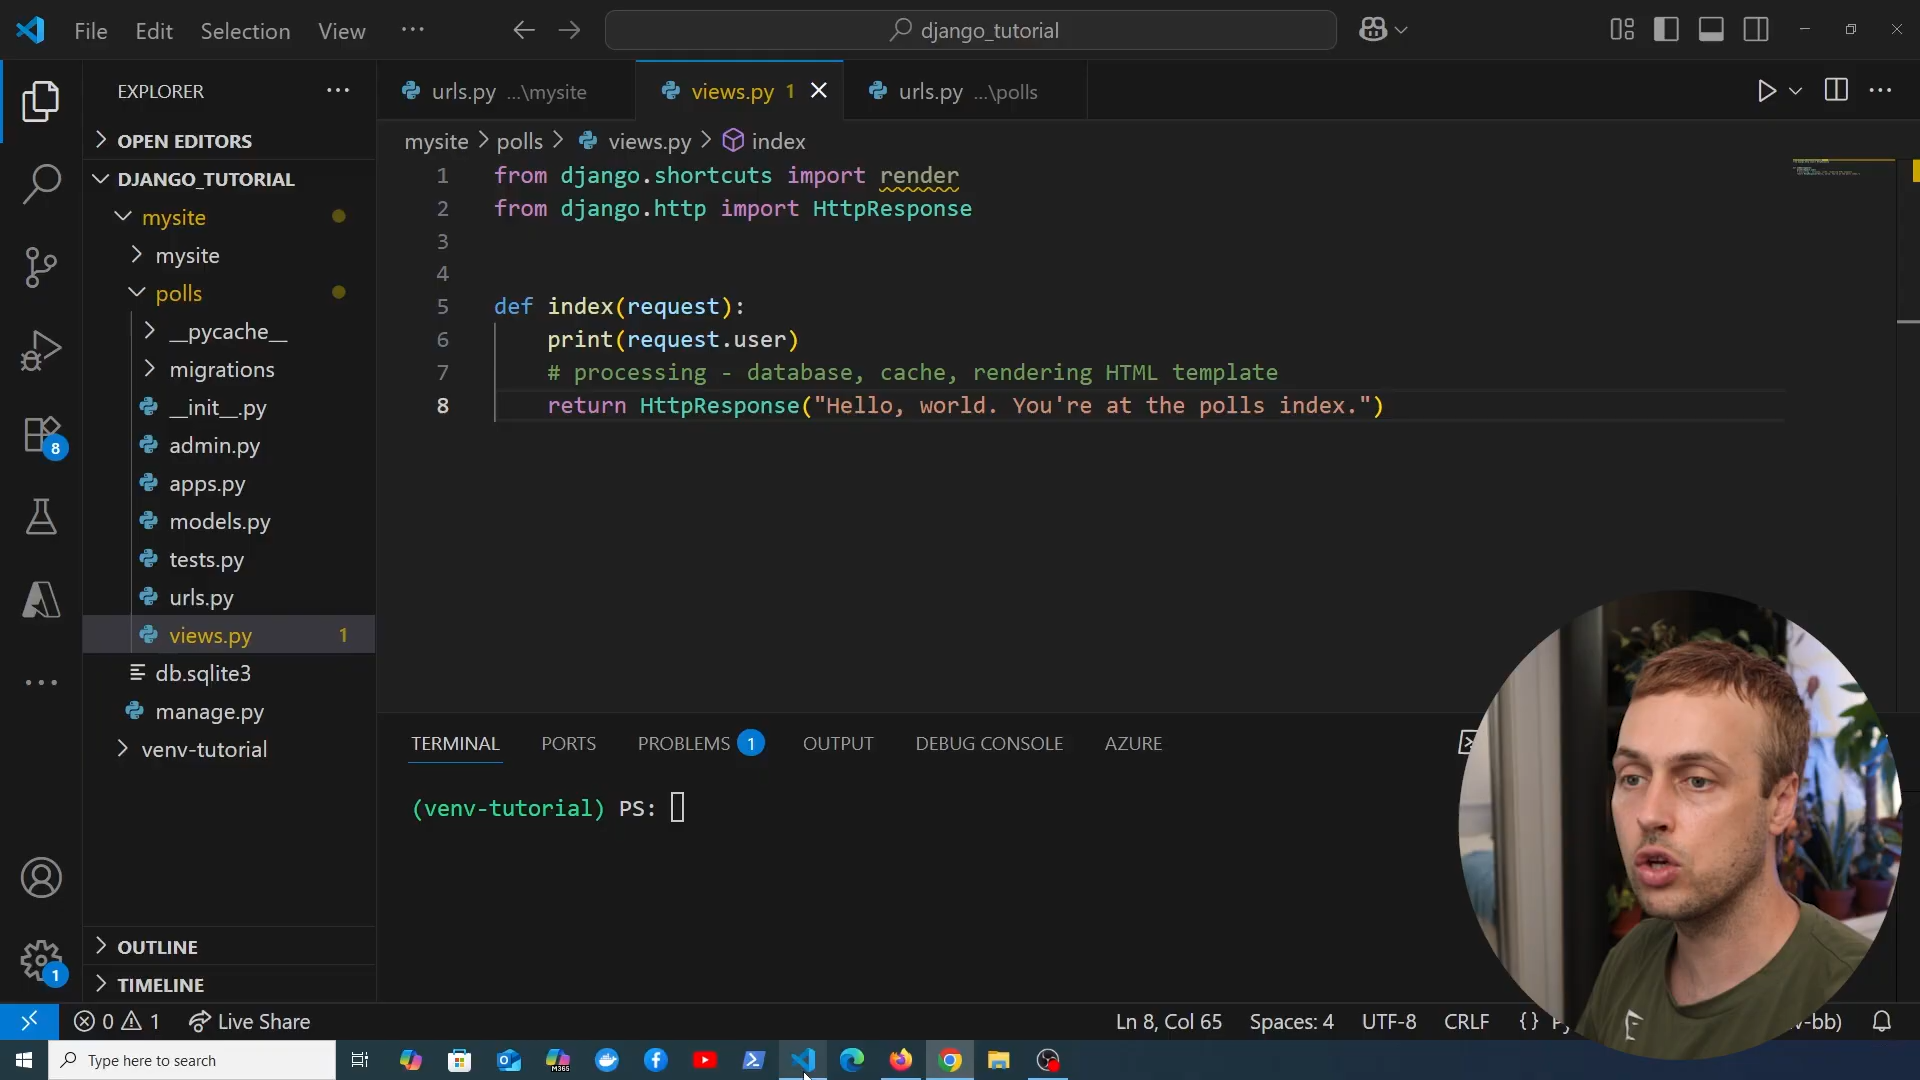 File Edit Selection View ···
django_tutorial
EXPLORER
OPEN EDITORS
DJANGO_TUTORIAL
mysite
mysite
polls
__pycache__
migrations
__init__.py
admin.py
apps.py
models.py
tests.py
urls.py
views.py 1
db.sqlite3
manage.py
venv-tutorial
OUTLINE
TIMELINE
8
1
urls.py ...\mysite
views.py 1
urls.py ...\polls
mysite > polls > views.py > index
1 from django.shortcuts import render
2 from django.http import HttpResponse
3
4
5 def index(request):
6 print(request.user)
7 # processing - database, cache, rendering HTML template
8 return HttpResponse("Hello, world. You're at the polls index.")
TERMINAL PORTS PROBLEMS 1 OUTPUT DEBUG CONSOLE AZURE
(venv-tutorial) PS:
0 1 Live Share
Ln 8, Col 65 Spaces: 4 UTF-8 CRLF {}
Type here to search
M365